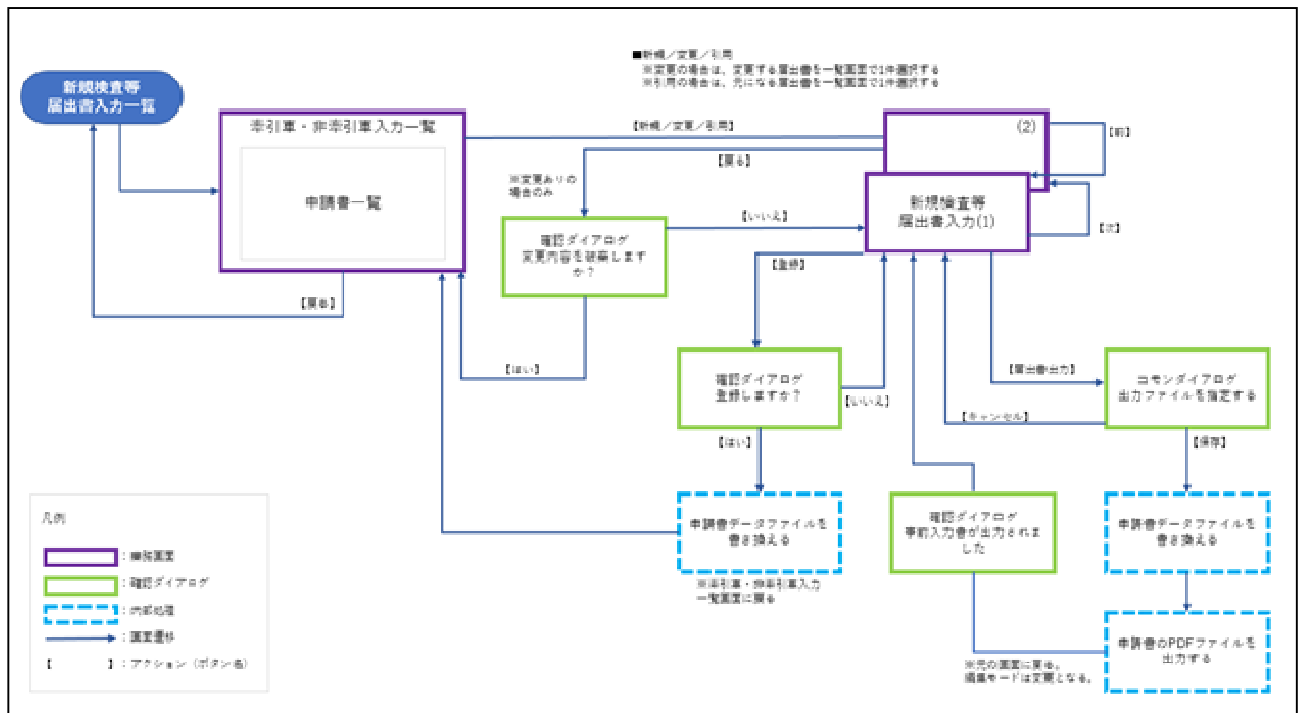 ■新規／変更／引用
※変更の場合は、変更する届出書を一覧画面で1件選択する
※引用の場合は、元になる届出書を一覧画面で1件選択する
新規検査等
届出書入力一覧
牽引車・非牽引車入力一覧
申請書一覧
【新規／変更／引用】
(2)
【前】
【戻る】
※変更ありの
場合のみ
新規検査等
届出書入力(1)
【次】
【いいえ】
確認ダイアログ
変更内容を破棄します
か？
【登録】
【戻る】
【はい】
確認ダイアログ
登録しますか？
【いいえ】
【届出書出力】
コモンダイアログ
出力ファイルを指定する
【キャンセル】
【はい】
【保存】
申請書データファイルを
書き換える
確認ダイアログ
事前入力書が出力されま
した
申請書データファイルを
書き換える
※牽引車・非牽引車入力
一覧画面に戻る
申請書のPDFファイルを
出力する
※元の画面に戻る。
編集モードは変更となる。
凡例
：業務画面
：確認ダイアログ
：内部処理
：画面遷移
【　　　】：アクション（ボタン名）